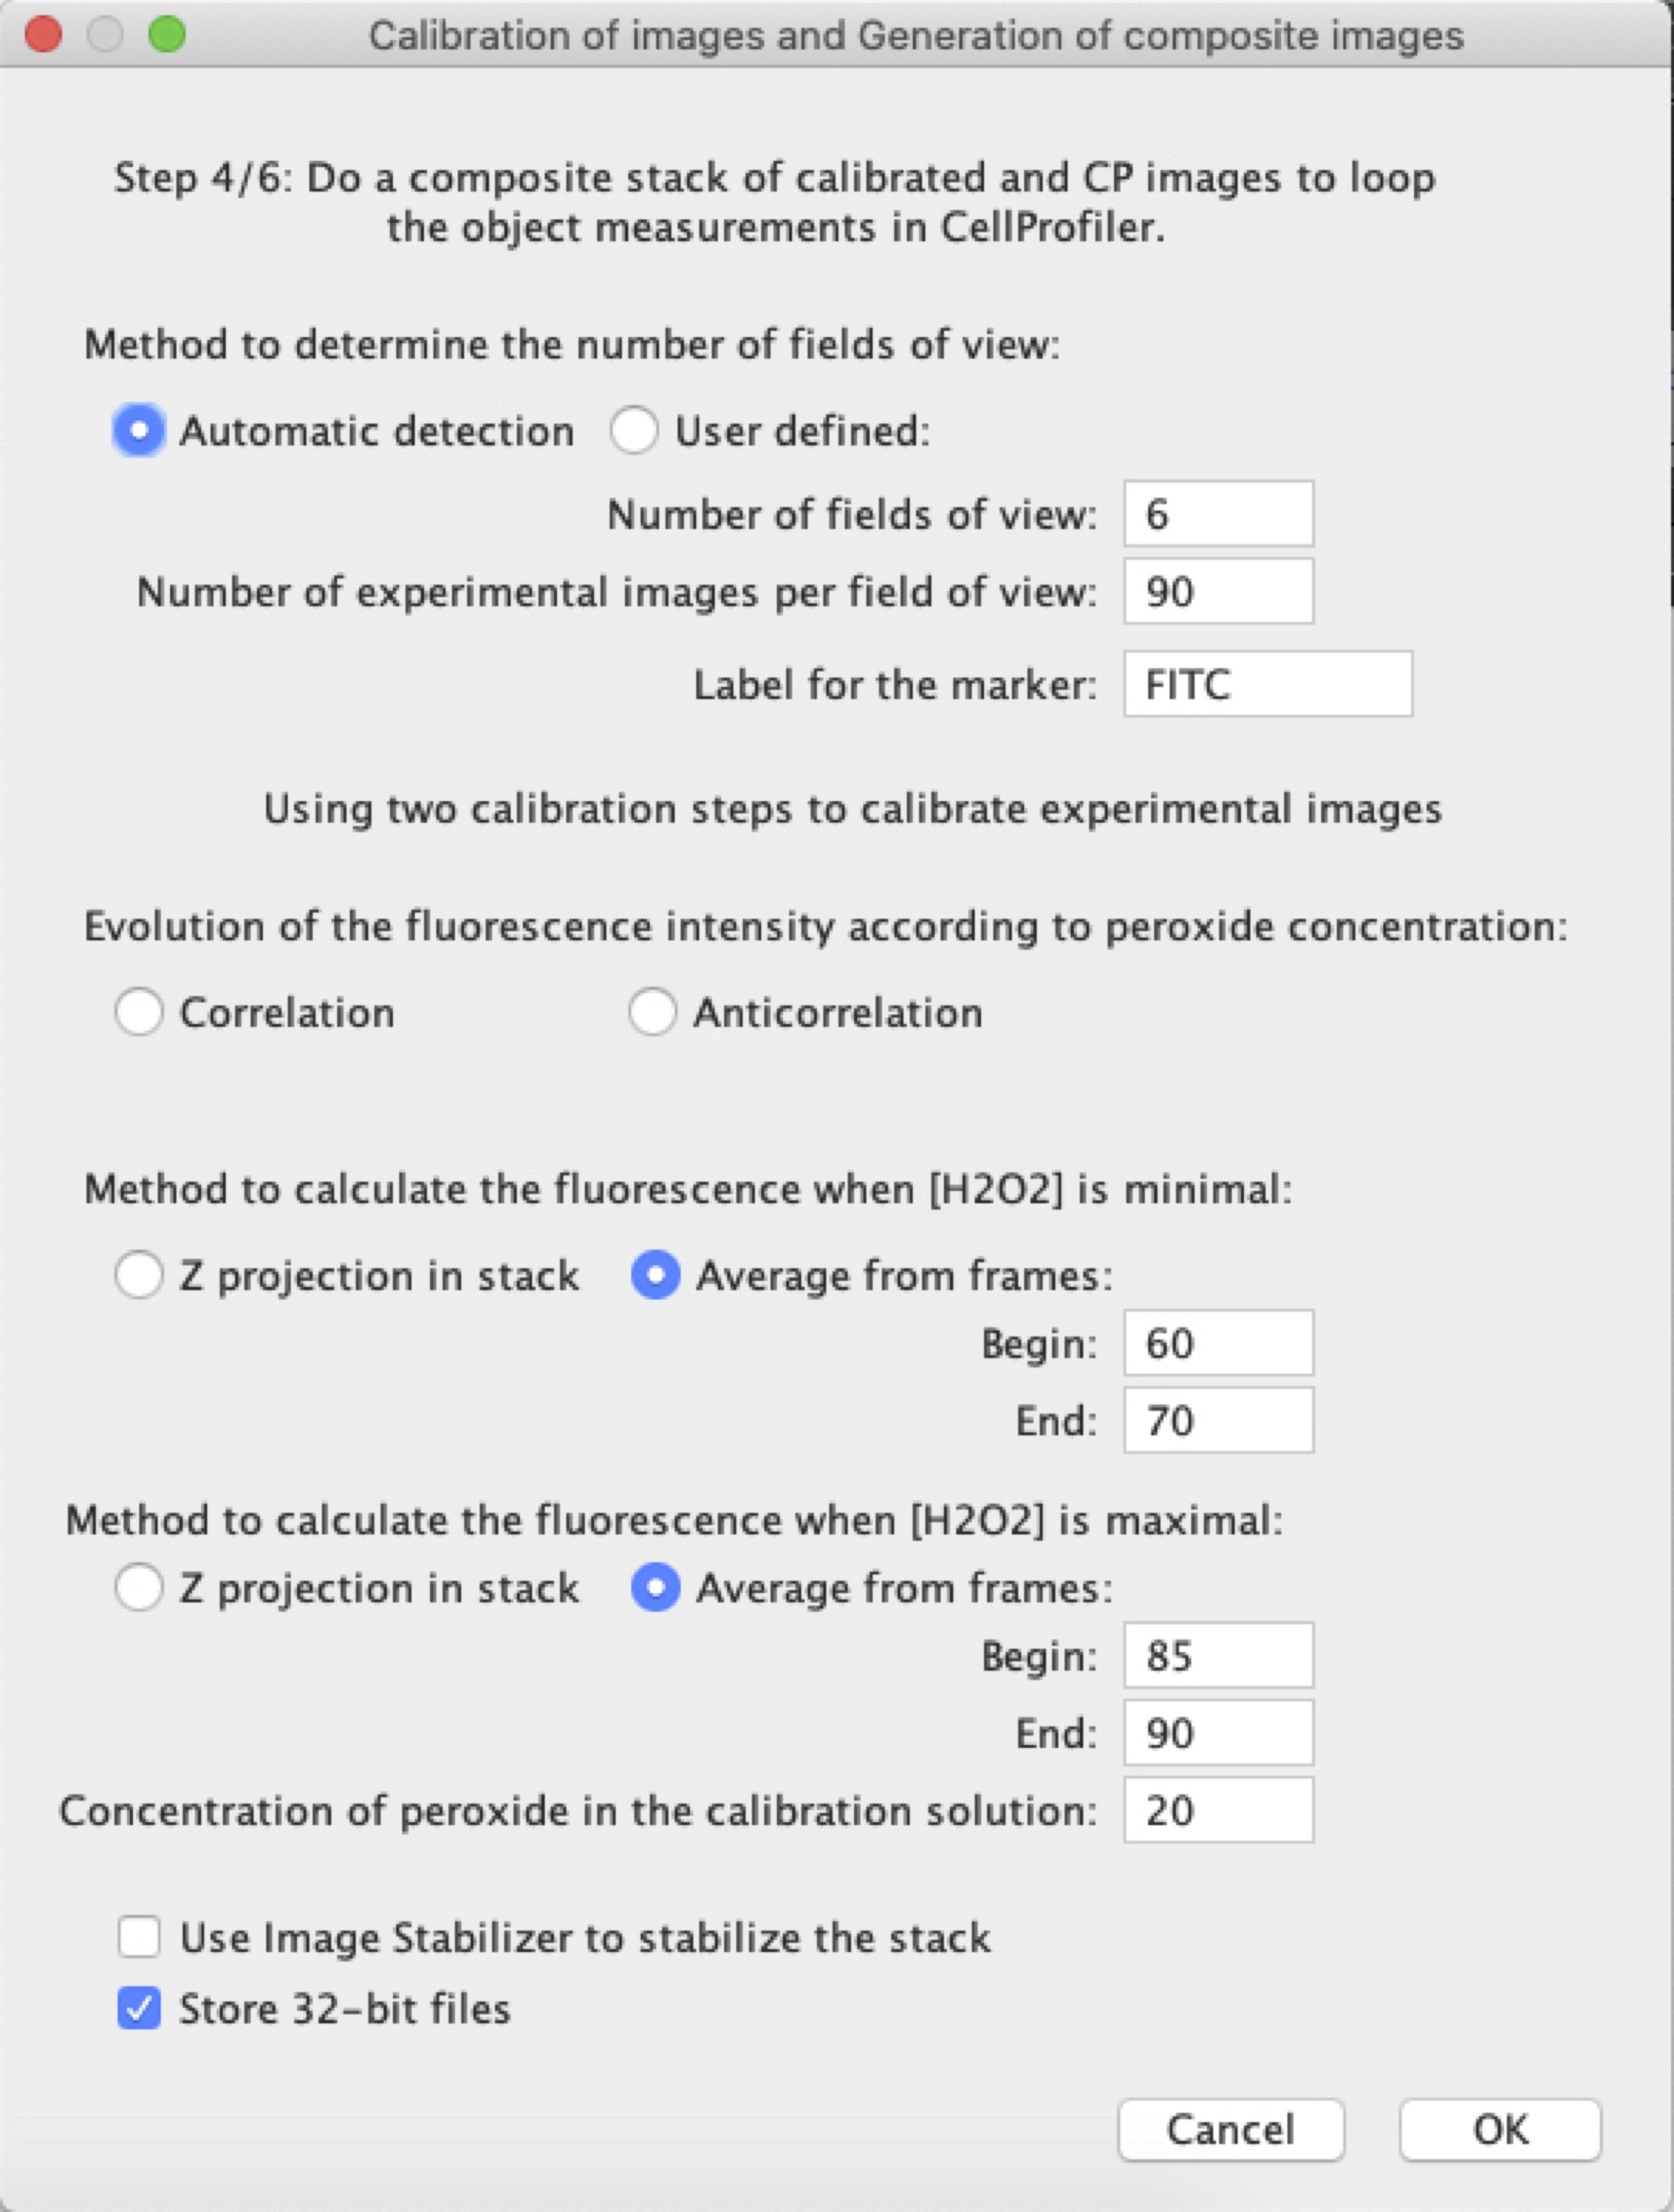 Calibration of images and Generation of composite images
Step 4/6: Do a composite stack of calibrated and CP images to loop
the object measurements in CellProfiler.
Method to determine the number of fields of view:
Automatic detection User defined:
Number of fields of view: 6
Number of experimental images per field of view: 90
Label for the marker: FITC
Using two calibration steps to calibrate experimental images
Evolution of the fluorescence intensity according to peroxide concentration:
Correlation Anticorrelation
Method to calculate the fluorescence when [H2O2] is minimal:
Z projection in stack Average from frames:
Begin: 60
End: 70
Method to calculate the fluorescence when [H2O2] is maximal:
Z projection in stack Average from frames:
Begin: 85
End: 90
Concentration of peroxide in the calibration solution: 20
Use Image Stabilizer to stabilize the stack
Store 32-bit files
Cancel OK